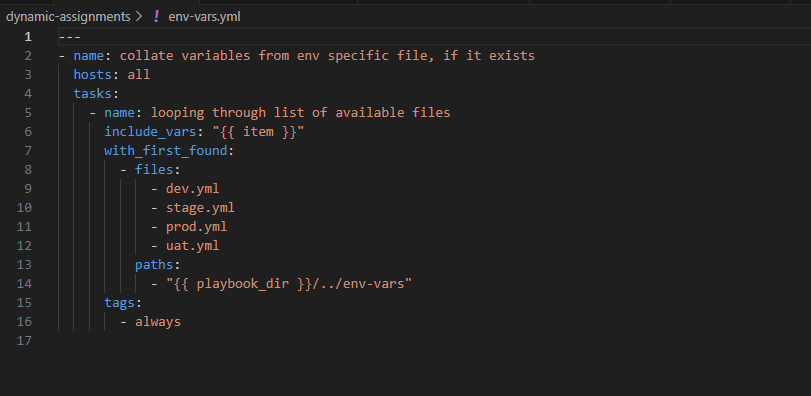 dynamic-assignments > ! env-vars.yml
1 ---
2 - name: collate variables from env specific file, if it exists
3 hosts: all
4 tasks:
5 - name: looping through list of available files
6 include_vars: "{{ item }}"
7 with_first_found:
8 - files:
9 - dev.yml
10 - stage.yml
11 - prod.yml
12 - uat.yml
13 paths:
14 - "{{ playbook_dir }}/../env-vars"
15 tags:
16 - always
17